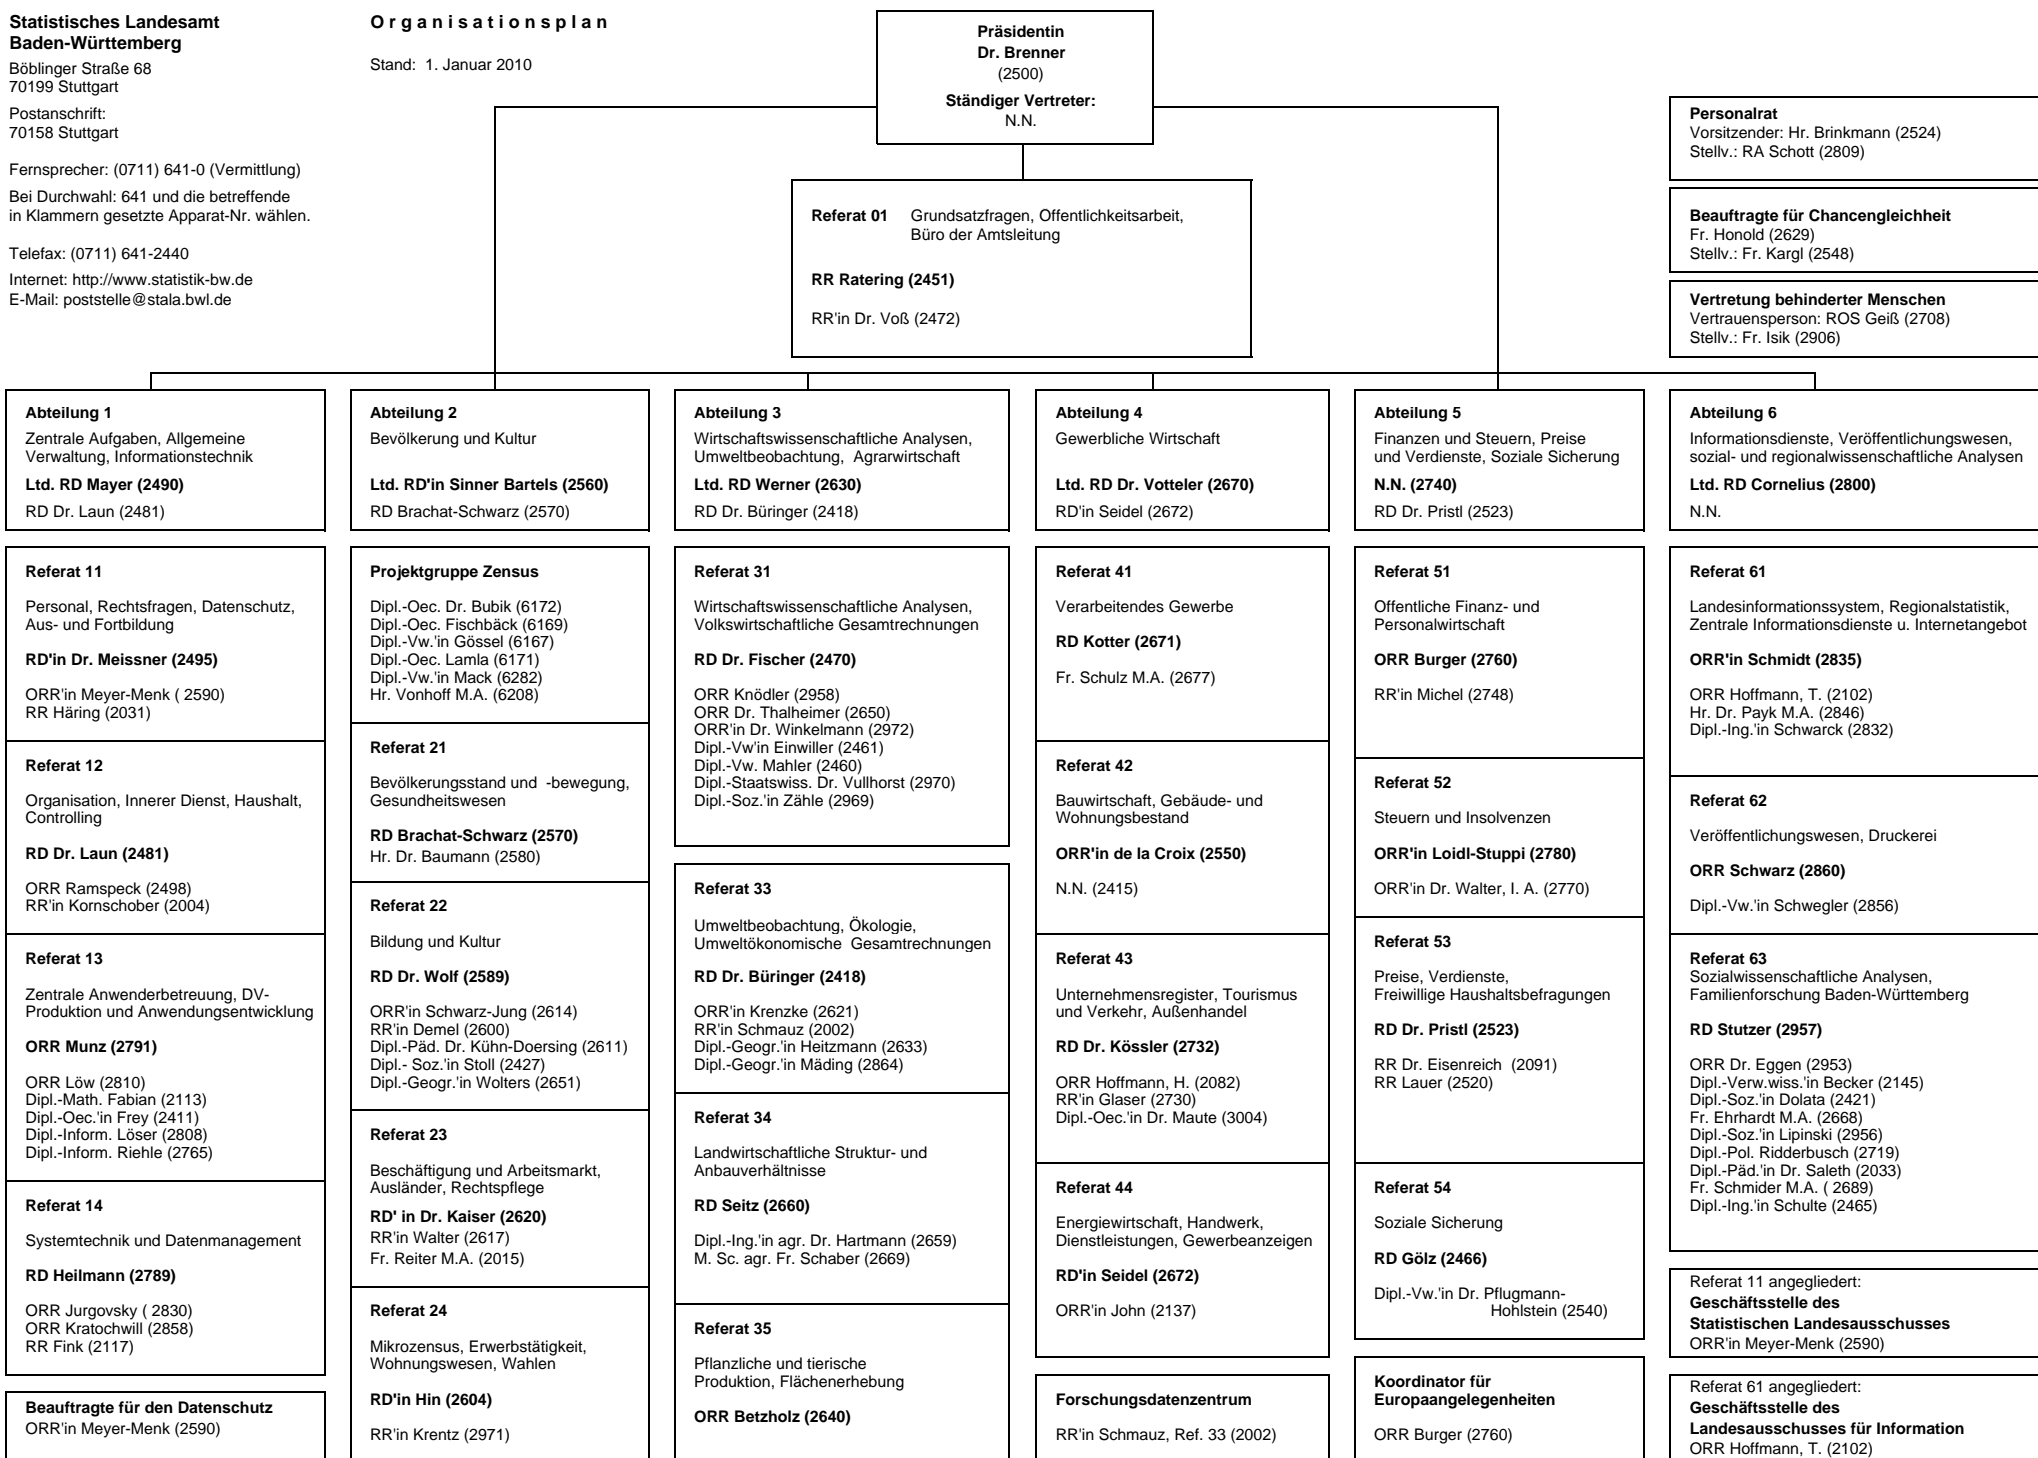 Statistisches Landesamt
Baden-Württemberg
Böblinger Straße 68
70199 Stuttgart
Postanschrift:
70158 Stuttgart
Fernsprecher: (0711) 641-0 (Vermittlung)
Bei Durchwahl: 641 und die betreffende
in Klammern gesetzte Apparat-Nr. wählen.
Telefax: (0711) 641-2440
Internet: http://www.statistik-bw.de
E-Mail: poststelle@stala.bwl.de
O r g a n i s a t i o n s p l a n
Stand: 1. Januar 2010
Präsidentin
Dr. Brenner
(2500)
Ständiger Vertreter:
N.N.
Referat 01 Grundsatzfragen, Offentlichkeitsarbeit,
Büro der Amtsleitung
RR Ratering (2451)
RR'in Dr. Voß (2472)
Personalrat
Vorsitzender: Hr. Brinkmann (2524)
Stellv.: RA Schott (2809)
Beauftragte für Chancengleichheit
Fr. Honold (2629)
Stellv.: Fr. Kargl (2548)
Vertretung behinderter Menschen
Vertrauensperson: ROS Geiß (2708)
Stellv.: Fr. Isik (2906)
Abteilung 1
Zentrale Aufgaben, Allgemeine
Verwaltung, Informationstechnik
Ltd. RD Mayer (2490)
RD Dr. Laun (2481)
Referat 11
Personal, Rechtsfragen, Datenschutz,
Aus- und Fortbildung
RD'in Dr. Meissner (2495)
ORR'in Meyer-Menk ( 2590)
RR Häring (2031)
Referat 12
Organisation, Innerer Dienst, Haushalt,
Controlling
RD Dr. Laun (2481)
ORR Ramspeck (2498)
RR'in Kornschober (2004)
Referat 13
Zentrale Anwenderbetreuung, DV-
Produktion und Anwendungsentwicklung
ORR Munz (2791)
ORR Löw (2810)
Dipl.-Math. Fabian (2113)
Dipl.-Oec.'in Frey (2411)
Dipl.-Inform. Löser (2808)
Dipl.-Inform. Riehle (2765)
Referat 14
Systemtechnik und Datenmanagement
RD Heilmann (2789)
ORR Jurgovsky ( 2830)
ORR Kratochwill (2858)
RR Fink (2117)
Beauftragte für den Datenschutz
ORR'in Meyer-Menk (2590)
Abteilung 2
Bevölkerung und Kultur
Ltd. RD'in Sinner Bartels (2560)
RD Brachat-Schwarz (2570)
Projektgruppe Zensus
Dipl.-Oec. Dr. Bubik (6172)
Dipl.-Oec. Fischbäck (6169)
Dipl.-Vw.'in Gössel (6167)
Dipl.-Oec. Lamla (6171)
Dipl.-Vw.'in Mack (6282)
Hr. Vonhoff M.A. (6208)
Referat 21
Bevölkerungsstand und -bewegung,
Gesundheitswesen
RD Brachat-Schwarz (2570)
Hr. Dr. Baumann (2580)
Referat 22
Bildung und Kultur
RD Dr. Wolf (2589)
ORR'in Schwarz-Jung (2614)
RR'in Demel (2600)
Dipl.-Päd. Dr. Kühn-Doersing (2611)
Dipl.- Soz.'in Stoll (2427)
Dipl.-Geogr.'in Wolters (2651)
Referat 23
Beschäftigung und Arbeitsmarkt,
Ausländer, Rechtspflege
RD' in Dr. Kaiser (2620)
RR'in Walter (2617)
Fr. Reiter M.A. (2015)
Referat 24
Mikrozensus, Erwerbstätigkeit,
Wohnungswesen, Wahlen
RD'in Hin (2604)
RR'in Krentz (2971)
Abteilung 3
Wirtschaftswissenschaftliche Analysen,
Umweltbeobachtung, Agrarwirtschaft
Ltd. RD Werner (2630)
RD Dr. Büringer (2418)
Referat 31
Wirtschaftswissenschaftliche Analysen,
Volkswirtschaftliche Gesamtrechnungen
RD Dr. Fischer (2470)
ORR Knödler (2958)
ORR Dr. Thalheimer (2650)
ORR'in Dr. Winkelmann (2972)
Dipl.-Vw'in Einwiller (2461)
Dipl.-Vw. Mahler (2460)
Dipl.-Staatswiss. Dr. Vullhorst (2970)
Dipl.-Soz.'in Zähle (2969)
Referat 33
Umweltbeobachtung, Ökologie,
Umweltökonomische Gesamtrechnungen
RD Dr. Büringer (2418)
ORR'in Krenzke (2621)
RR'in Schmauz (2002)
Dipl.-Geogr.'in Heitzmann (2633)
Dipl.-Geogr.'in Mäding (2864)
Referat 34
Landwirtschaftliche Struktur- und
Anbauverhältnisse
RD Seitz (2660)
Dipl.-Ing.'in agr. Dr. Hartmann (2659)
M. Sc. agr. Fr. Schaber (2669)
Referat 35
Pflanzliche und tierische
Produktion, Flächenerhebung
ORR Betzholz (2640)
Abteilung 4
Gewerbliche Wirtschaft
Ltd. RD Dr. Votteler (2670)
RD'in Seidel (2672)
Referat 41
Verarbeitendes Gewerbe
RD Kotter (2671)
Fr. Schulz M.A. (2677)
Referat 42
Bauwirtschaft, Gebäude- und
Wohnungsbestand
ORR'in de la Croix (2550)
N.N. (2415)
Referat 43
Unternehmensregister, Tourismus
und Verkehr, Außenhandel
RD Dr. Kössler (2732)
ORR Hoffmann, H. (2082)
RR'in Glaser (2730)
Dipl.-Oec.'in Dr. Maute (3004)
Referat 44
Energiewirtschaft, Handwerk,
Dienstleistungen, Gewerbeanzeigen
RD'in Seidel (2672)
ORR'in John (2137)
Forschungsdatenzentrum
RR'in Schmauz, Ref. 33 (2002)
Abteilung 5
Finanzen und Steuern, Preise
und Verdienste, Soziale Sicherung
N.N. (2740)
RD Dr. Pristl (2523)
Referat 51
Offentliche Finanz- und
Personalwirtschaft
ORR Burger (2760)
RR'in Michel (2748)
Referat 52
Steuern und Insolvenzen
ORR'in Loidl-Stuppi (2780)
ORR'in Dr. Walter, I. A. (2770)
Referat 53
Preise, Verdienste,
Freiwillige Haushaltsbefragungen
RD Dr. Pristl (2523)
RR Dr. Eisenreich (2091)
RR Lauer (2520)
Referat 54
Soziale Sicherung
RD Gölz (2466)
Dipl.-Vw.'in Dr. Pflugmann-
Hohlstein (2540)
Koordinator für
Europaangelegenheiten
ORR Burger (2760)
Abteilung 6
Informationsdienste, Veröffentlichungswesen,
sozial- und regionalwissenschaftliche Analysen
Ltd. RD Cornelius (2800)
N.N.
Referat 61
Landesinformationssystem, Regionalstatistik,
Zentrale Informationsdienste u. Internetangebot
ORR'in Schmidt (2835)
ORR Hoffmann, T. (2102)
Hr. Dr. Payk M.A. (2846)
Dipl.-Ing.'in Schwarck (2832)
Referat 62
Veröffentlichungswesen, Druckerei
ORR Schwarz (2860)
Dipl.-Vw.'in Schwegler (2856)
Referat 63
Sozialwissenschaftliche Analysen,
Familienforschung Baden-Württemberg
RD Stutzer (2957)
ORR Dr. Eggen (2953)
Dipl.-Verw.wiss.'in Becker (2145)
Dipl.-Soz.'in Dolata (2421)
Fr. Ehrhardt M.A. (2668)
Dipl.-Soz.'in Lipinski (2956)
Dipl.-Pol. Ridderbusch (2719)
Dipl.-Päd.'in Dr. Saleth (2033)
Fr. Schmider M.A. ( 2689)
Dipl.-Ing.'in Schulte (2465)
Referat 11 angegliedert:
Geschäftsstelle des
Statistischen Landesausschusses
ORR'in Meyer-Menk (2590)
Referat 61 angegliedert:
Geschäftsstelle des
Landesausschusses für Information
ORR Hoffmann, T. (2102)